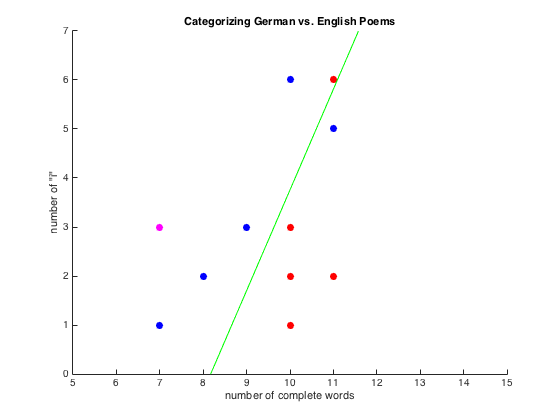 Categorizing German vs. English Poems
7
6
5
4
3
2
1
0
number of "i"
5 6 7 8 9 10 11 12 13 14 15
number of complete words